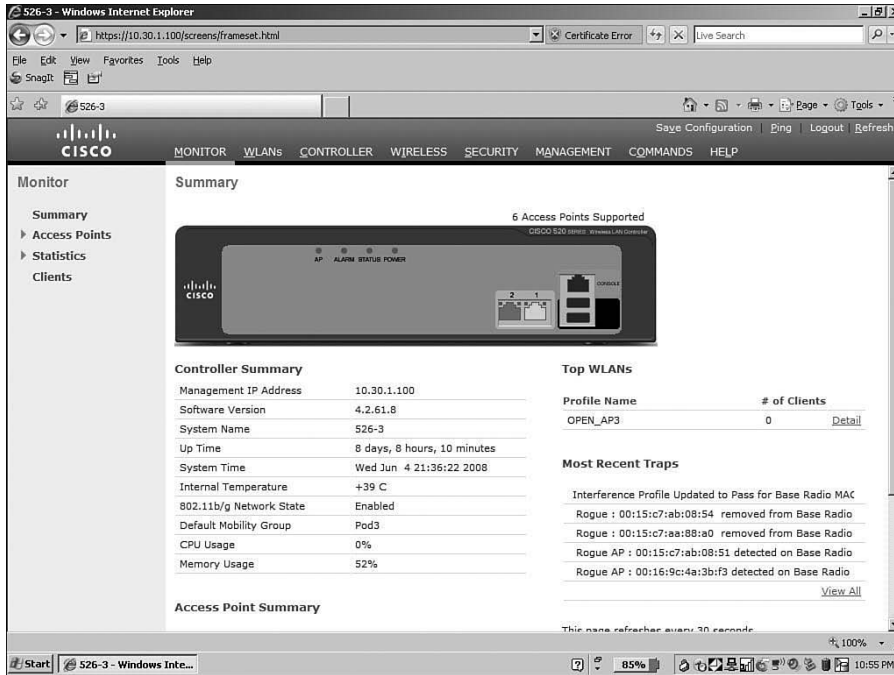 526-3 - Windows Internet Explorer
https://10.30.1.100/screens/frameset.html
Certificate Error
Live Search
File Edit View Favorites Tools Help
SnagIt
526-3
Page Tools
Save Configuration | Ping | Logout | Refresh
CISCO
MONITOR WLANs CONTROLLER WIRELESS SECURITY MANAGEMENT COMMANDS HELP
Monitor
Summary
Access Points
Statistics
Clients
Summary
6 Access Points Supported
CISCO 520 SERIES Wireless LAN Controller
AP ALARM STATUS POWER
CISCO
2 1
CONSOLE
Controller Summary
Management IP Address 10.30.1.100
Software Version 4.2.61.8
System Name 526-3
Up Time 8 days, 8 hours, 10 minutes
System Time Wed Jun 4 21:36:22 2008
Internal Temperature +39 C
802.11b/g Network State Enabled
Default Mobility Group Pod3
CPU Usage 0%
Memory Usage 52%
Access Point Summary
Top WLANs
Profile Name # of Clients
OPEN_AP3 0 Detail
Most Recent Traps
Interference Profile Updated to Pass for Base Radio MAC
Rogue : 00:15:c7:ab:08:54 removed from Base Radio
Rogue : 00:15:c7:aa:88:a0 removed from Base Radio
Rogue AP : 00:15:c7:ab:08:51 detected on Base Radio
Rogue AP : 00:16:9c:4a:3b:f3 detected on Base Radio
View All
This page refreshes every 30 seconds
100%
Start
526-3 - Windows Inte...
85%
10:55 PM